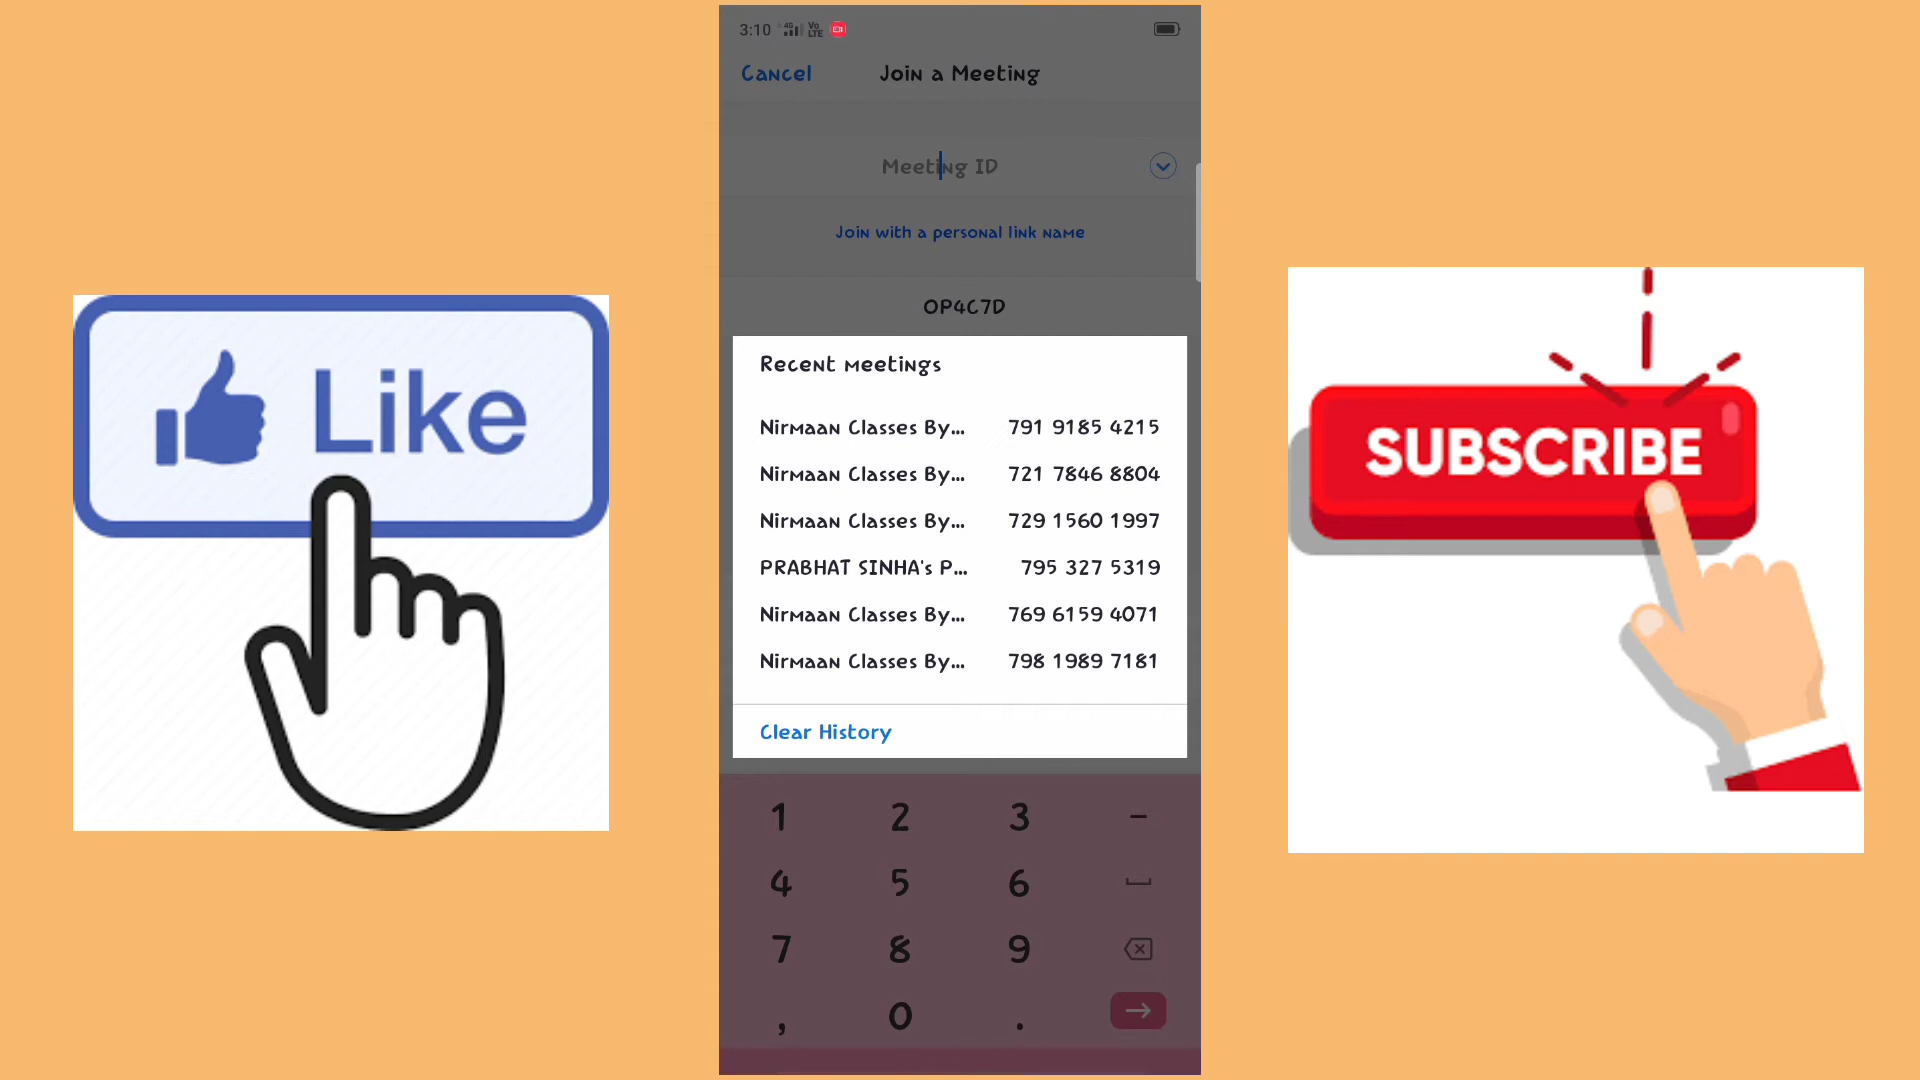 3:10 4G Vo LTE
Cancel Join a Meeting
Meeting ID
Join with a personal link name
OP4C7D
Recent meetings
Nirmaan Classes By... 791 9185 4215
Nirmaan Classes By... 721 7846 8804
Nirmaan Classes By... 729 1560 1997
PRABHAT SINHA's P... 795 327 5319
Nirmaan Classes By... 769 6159 4071
Nirmaan Classes By... 798 1989 7181
Clear History
1 2 3 –
4 5 6
7 8 9
, 0 .
Like
SUBSCRIBE